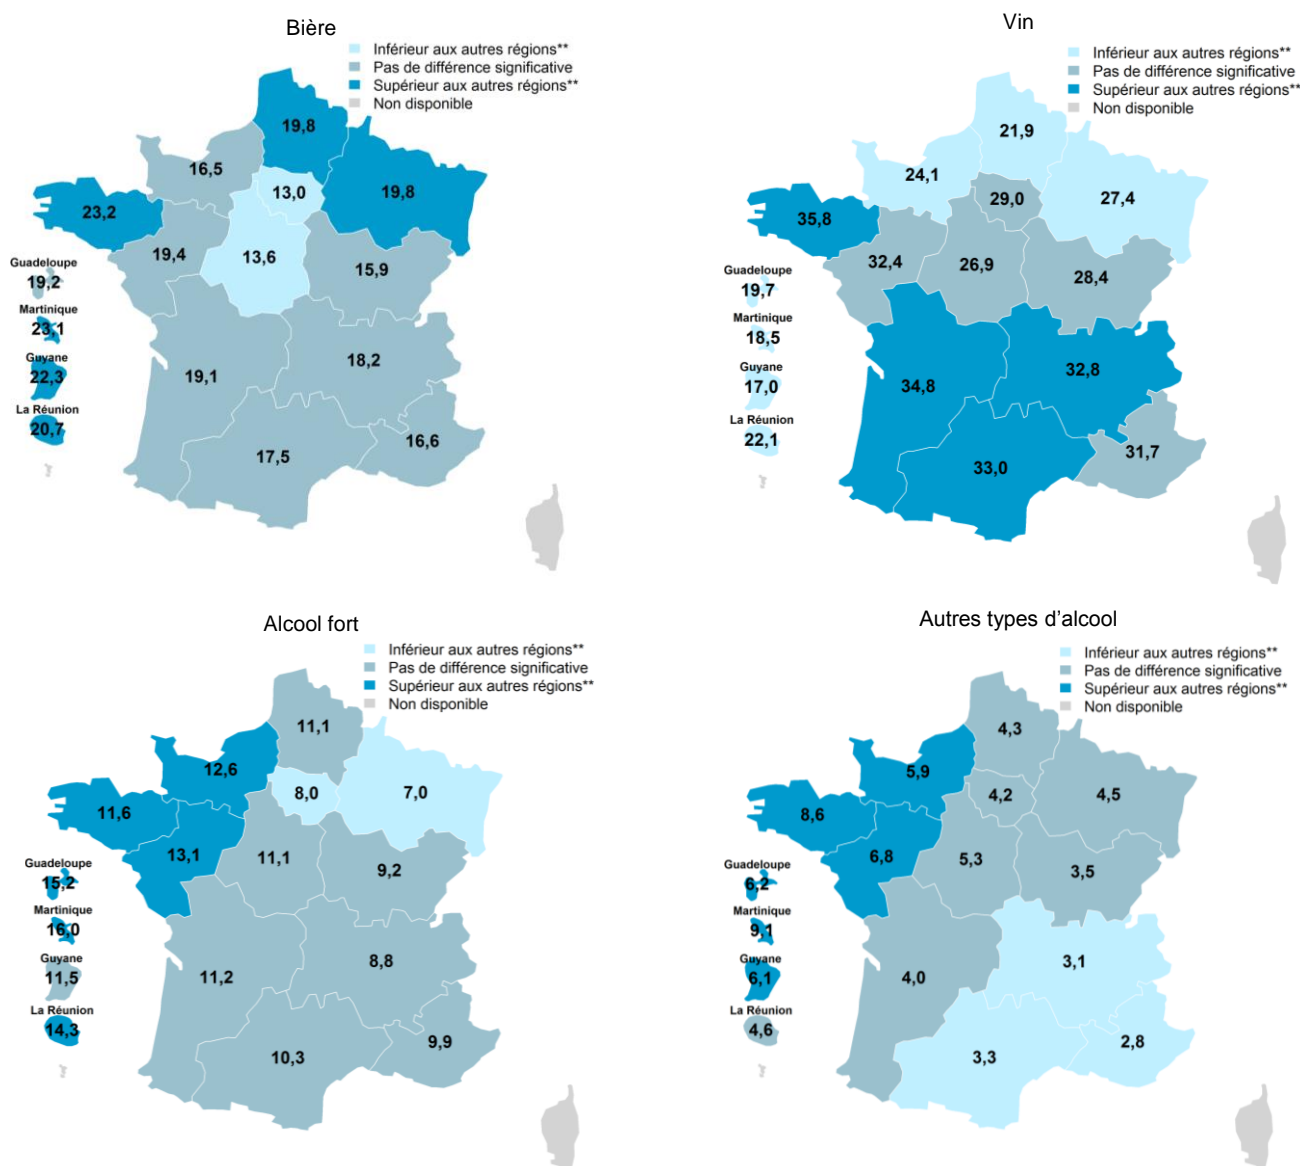 Bière
Inférieur aux autres régions**
Pas de différence significative
Supérieur aux autres régions**
Non disponible
19,8
16,5
13,0
19,8
23,2
19,4
13,6
15,9
Guadeloupe
19,2
Martinique
23,1
Guyane
22,3
La Réunion
20,7
18,2
19,1
16,6
17,5
Vin
Inférieur aux autres régions**
Pas de différence significative
Supérieur aux autres régions**
Non disponible
21,9
24,1
29,0
27,4
35,8
32,4
26,9
28,4
Guadeloupe
19,7
Martinique
18,5
Guyane
17,0
La Réunion
22,1
32,8
34,8
31,7
33,0
Alcool fort
Inférieur aux autres régions**
Pas de différence significative
Supérieur aux autres régions**
Non disponible
11,1
12,6
8,0
7,0
11,6
13,1
11,1
9,2
Guadeloupe
15,2
Martinique
16,0
Guyane
11,5
La Réunion
14,3
8,8
11,2
9,9
10,3
Autres types d’alcool
Inférieur aux autres régions**
Pas de différence significative
Supérieur aux autres régions**
Non disponible
4,3
5,9
4,2
4,5
8,6
6,8
5,3
3,5
Guadeloupe
6,2
Martinique
9,1
Guyane
6,1
La Réunion
4,6
3,1
4,0
2,8
3,3